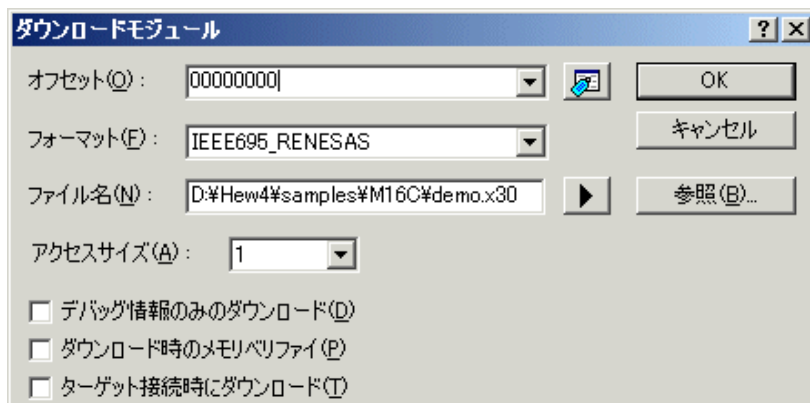 ダウンロードモジュール
オフセット(O): 00000000 OK
フォーマット(F): IEEE695_RENESAS キャンセル
ファイル名(N): D:¥Hew4¥samples¥M16C¥demo.x30 参照(B)...
アクセスサイズ(A): 1
デバッグ情報のみのダウンロード(D)
ダウンロード時のメモリベリファイ(P)
ターゲット接続時にダウンロード(T)